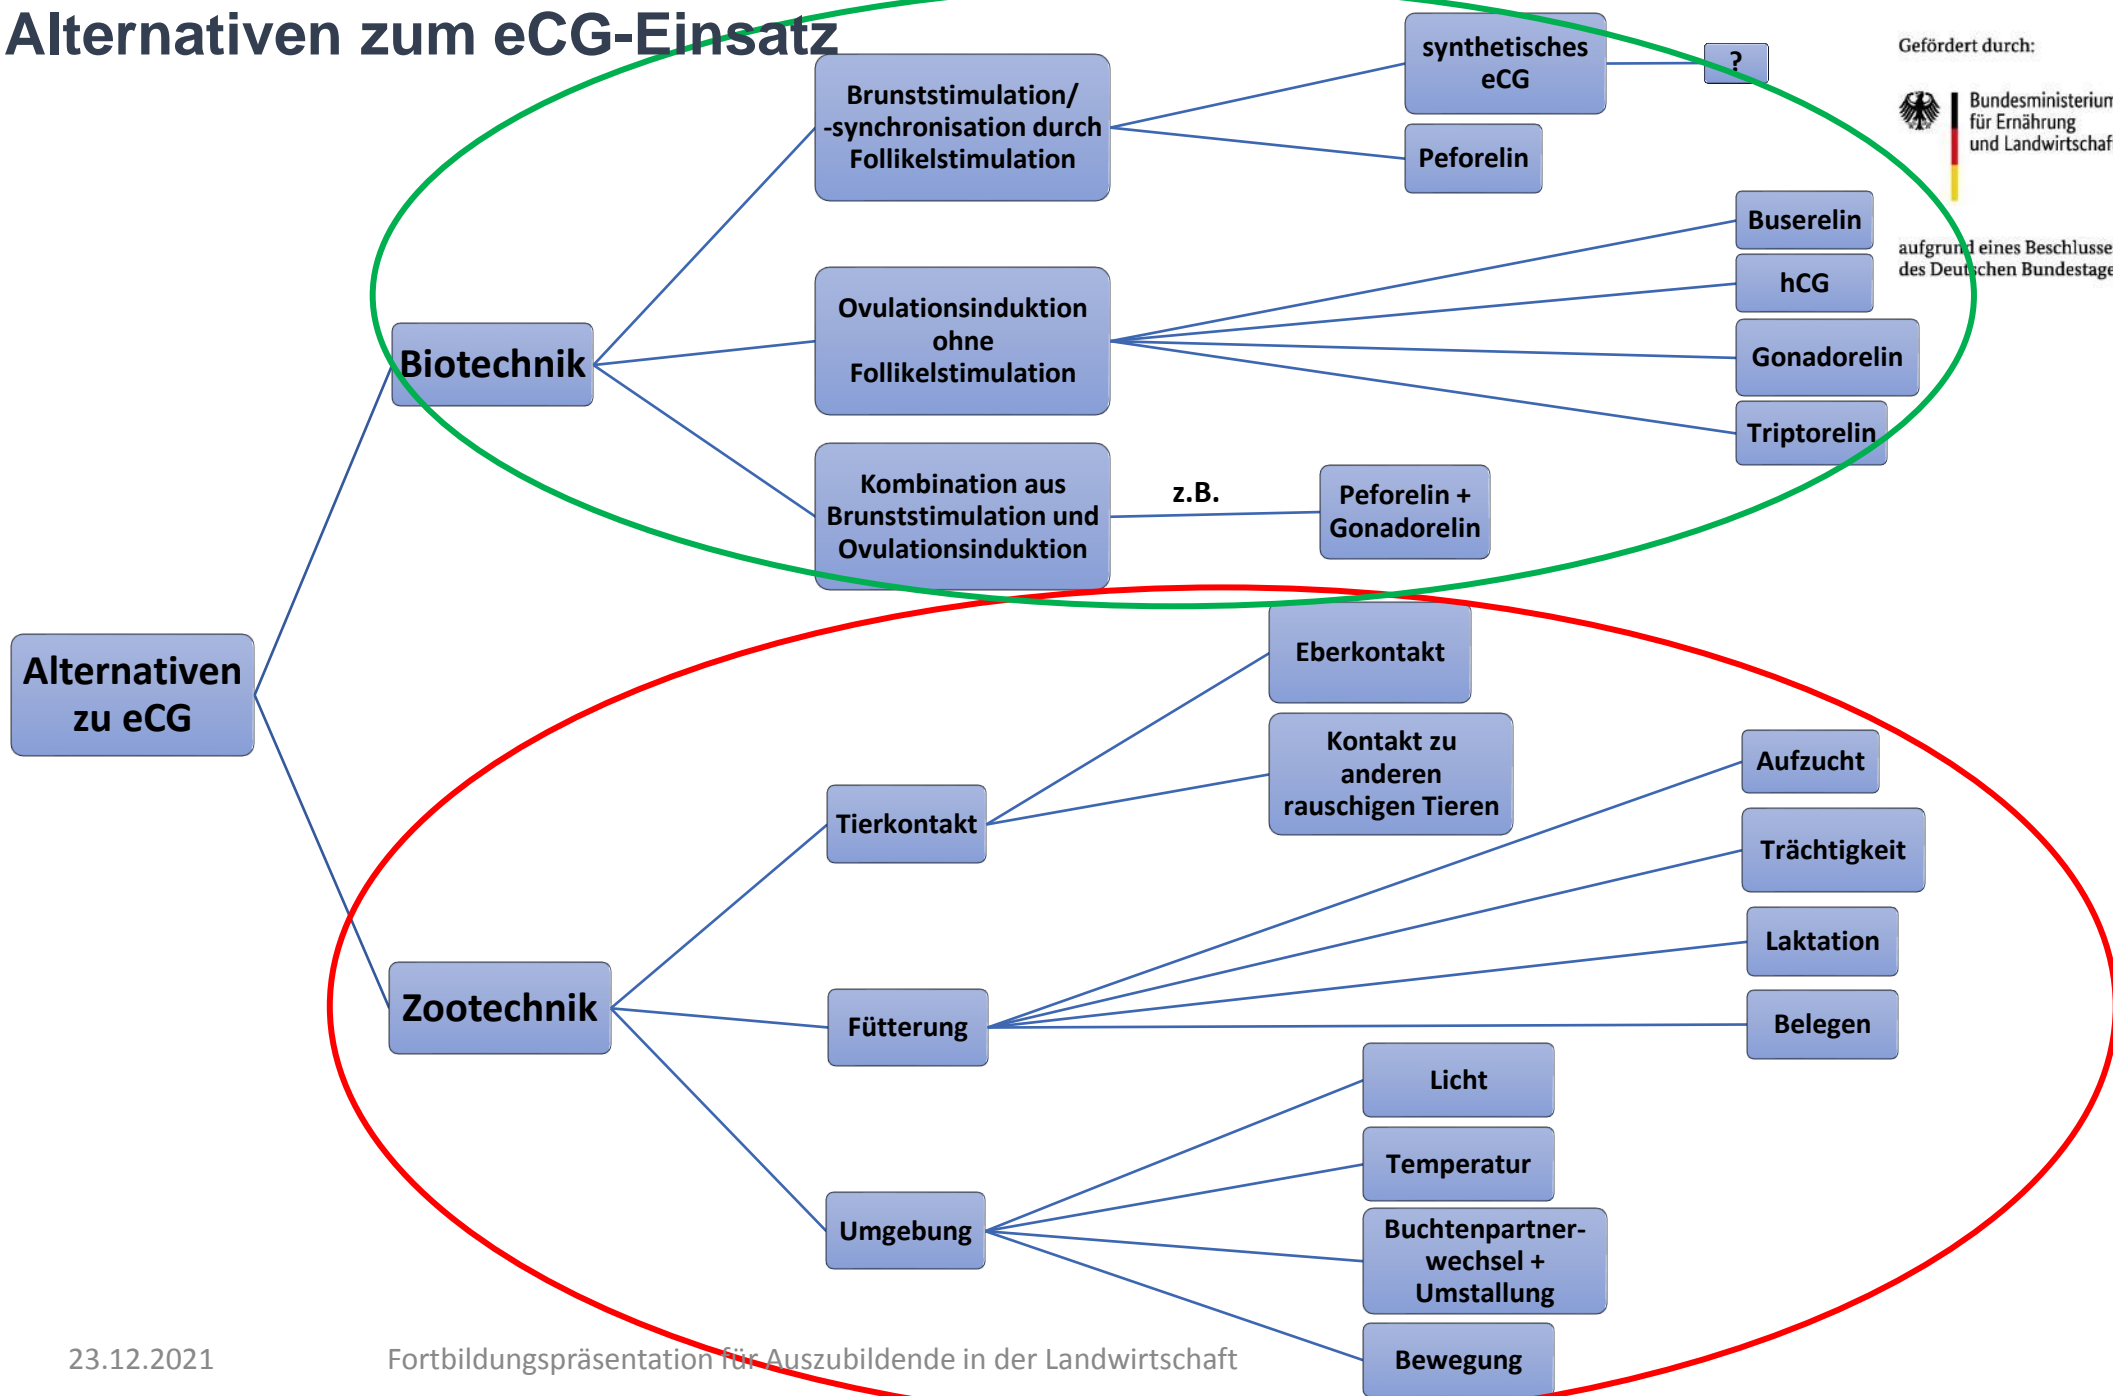 Alternativen zum eCG-Einsatz
Gefördert durch:
Bundesministerium
für Ernährung
und Landwirtschaf
aufgrund eines Beschlusse
des Deutschen Bundestage
Alternativen
zu eCG
Biotechnik
Brunststimulation/
-synchronisation durch
Follikelstimulation
synthetisches
eCG
?
Peforelin
Ovulationsinduktion
ohne
Follikelstimulation
Buserelin
hCG
Gonadorelin
Triptorelin
Kombination aus
Brunststimulation und
Ovulationsinduktion
z.B.
Peforelin +
Gonadorelin
Zootechnik
Tierkontakt
Eberkontakt
Kontakt zu
anderen
rauschigen Tieren
Fütterung
Aufzucht
Trächtigkeit
Laktation
Belegen
Umgebung
Licht
Temperatur
Buchtenpartner-
wechsel +
Umstallung
Bewegung
23.12.2021
Fortbildungspräsentation für Auszubildende in der Landwirtschaft